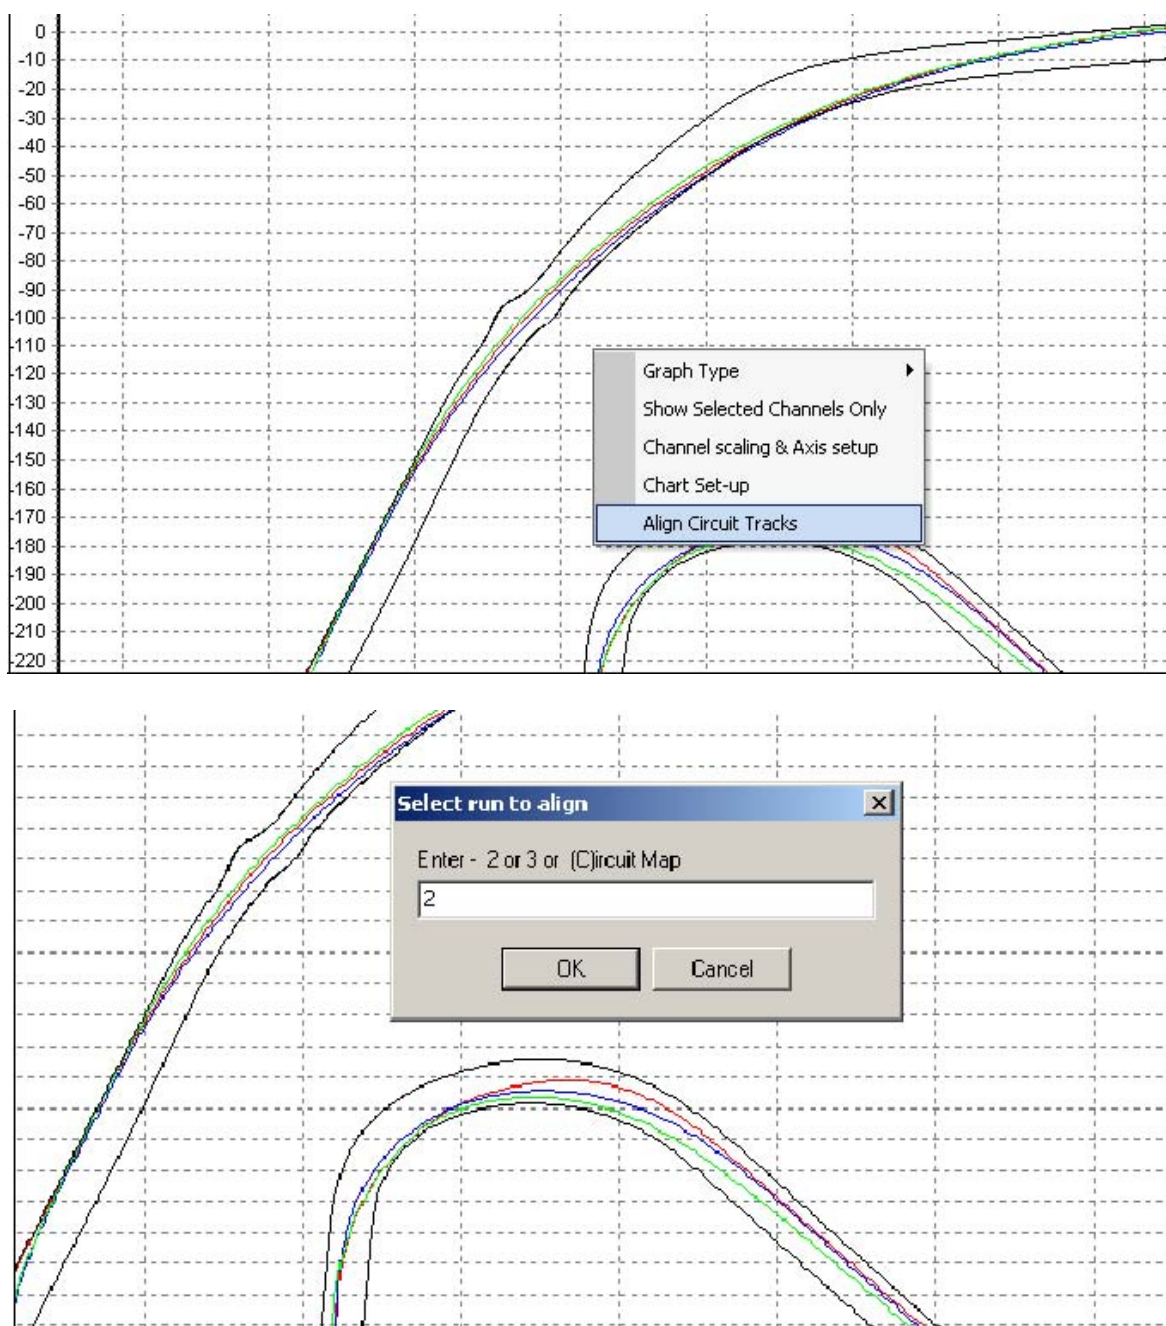 0
-10
-20
-30
-40
-50
-60
-70
-80
-90
-100
-110
-120
-130
-140
-150
-160
-170
-180
-190
-200
-210
-220
Graph Type
Show Selected Channels Only
Channel scaling & Axis setup
Chart Set-up
Align Circuit Tracks
Select run to align
Enter - 2 or 3 or (C)ircuit Map
2
OK
Cancel